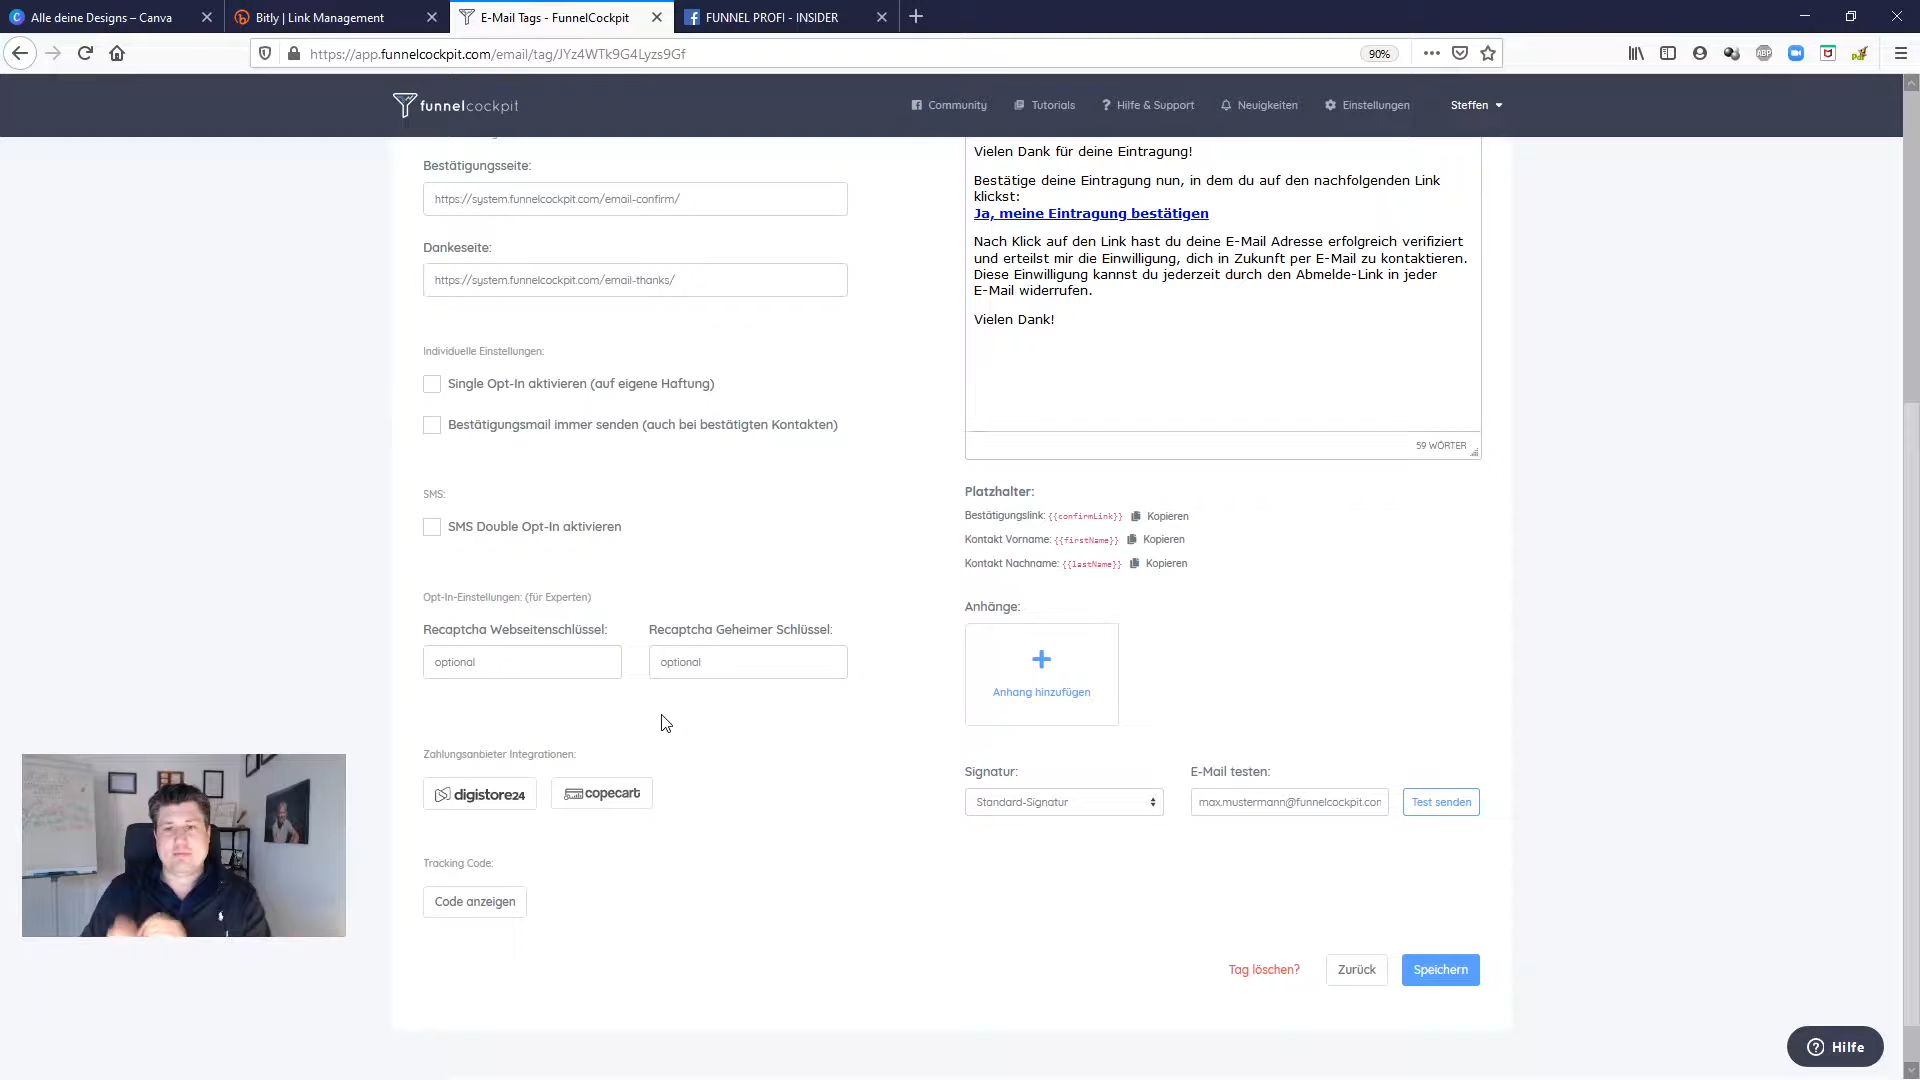 Alle deine Designs – Canva
Bitly | Link Management
E-Mail Tags - FunnelCockpit
FUNNEL PROFI - INSIDER
https://app.funnelcockpit.com/email/tag/JYz4WTk9G4Lyzs9Gf
90%
funnelcockpit
Community
Tutorials
Hilfe & Support
Neuigkeiten
Einstellungen
Steffen
Bestätigungsseite:
https://system.funnelcockpit.com/email-confirm/
Dankeseite:
https://system.funnelcockpit.com/email-thanks/
Individuelle Einstellungen:
Single Opt-In aktivieren (auf eigene Haftung)
Bestätigungsmail immer senden (auch bei bestätigten Kontakten)
SMS:
SMS Double Opt-In aktivieren
Opt-In-Einstellungen: (für Experten)
Recaptcha Webseitenschlüssel:
Recaptcha Geheimer Schlüssel:
optional
optional
Zahlungsanbieter Integrationen:
digistore24
copecart
Tracking Code:
Code anzeigen
Vielen Dank für deine Eintragung!
Bestätige deine Eintragung nun, in dem du auf den nachfolgenden Link
klickst:
Ja, meine Eintragung bestätigen
Nach Klick auf den Link hast du deine E-Mail Adresse erfolgreich verifiziert
und erteilst mir die Einwilligung, dich in Zukunft per E-Mail zu kontaktieren.
Diese Einwilligung kannst du jederzeit durch den Abmelde-Link in jeder
E-Mail widerrufen.
Vielen Dank!
59 WÖRTER
Platzhalter:
Bestätigungslink: {{confirmLink}} Kopieren
Kontakt Vorname: {{firstName}} Kopieren
Kontakt Nachname: {{lastName}} Kopieren
Anhänge:
Anhang hinzufügen
Signatur:
E-Mail testen:
Standard-Signatur
max.mustermann@funnelcockpit.com
Test senden
Tag löschen?
Zurück
Speichern
Hilfe